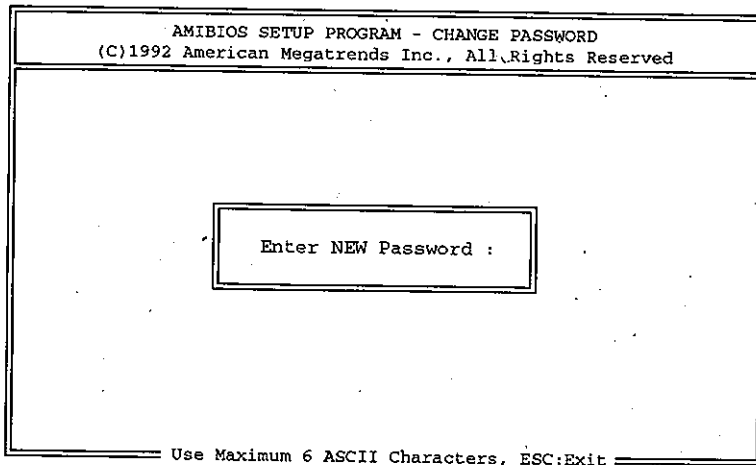 AMIBIOS SETUP PROGRAM - CHANGE PASSWORD
(C)1992 American Megatrends Inc., All Rights Reserved
Enter NEW Password :
Use Maximum 6 ASCII Characters, ESC:Exit